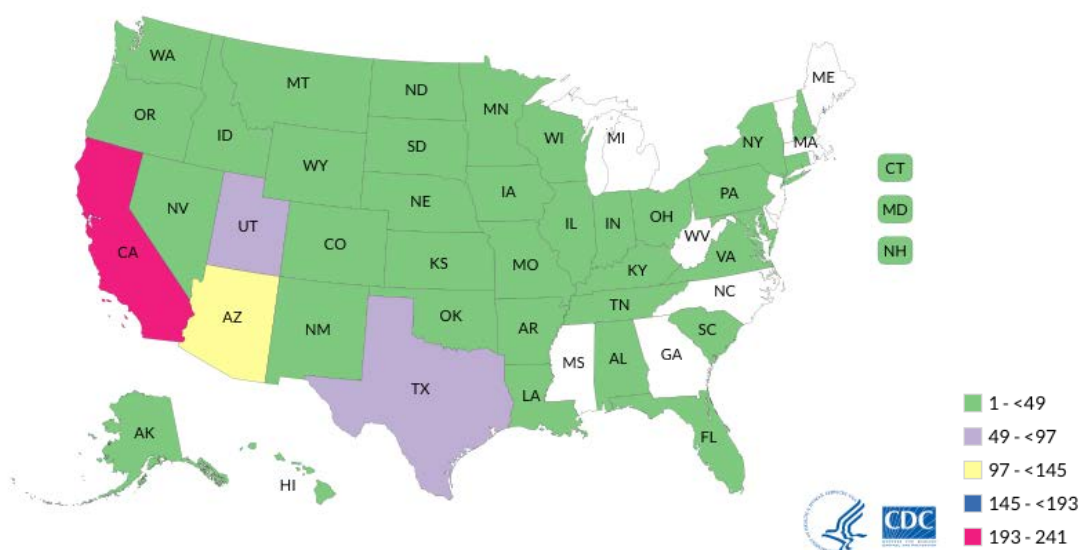 WA
MT
ND
MN
ME
OR
ID
SD
WI
MI
NY
MA
WY
CT
NE
IA
PA
NV
UT
MD
IL
IN
OH
WV
CO
CA
KS
MO
KY
VA
NH
NC
TN
AZ
NM
OK
AR
SC
MS
AL
GA
TX
LA
AK
FL
HI
1 - <49
49 - <97
97 - <145
145 - <193
193 - 241
CDC